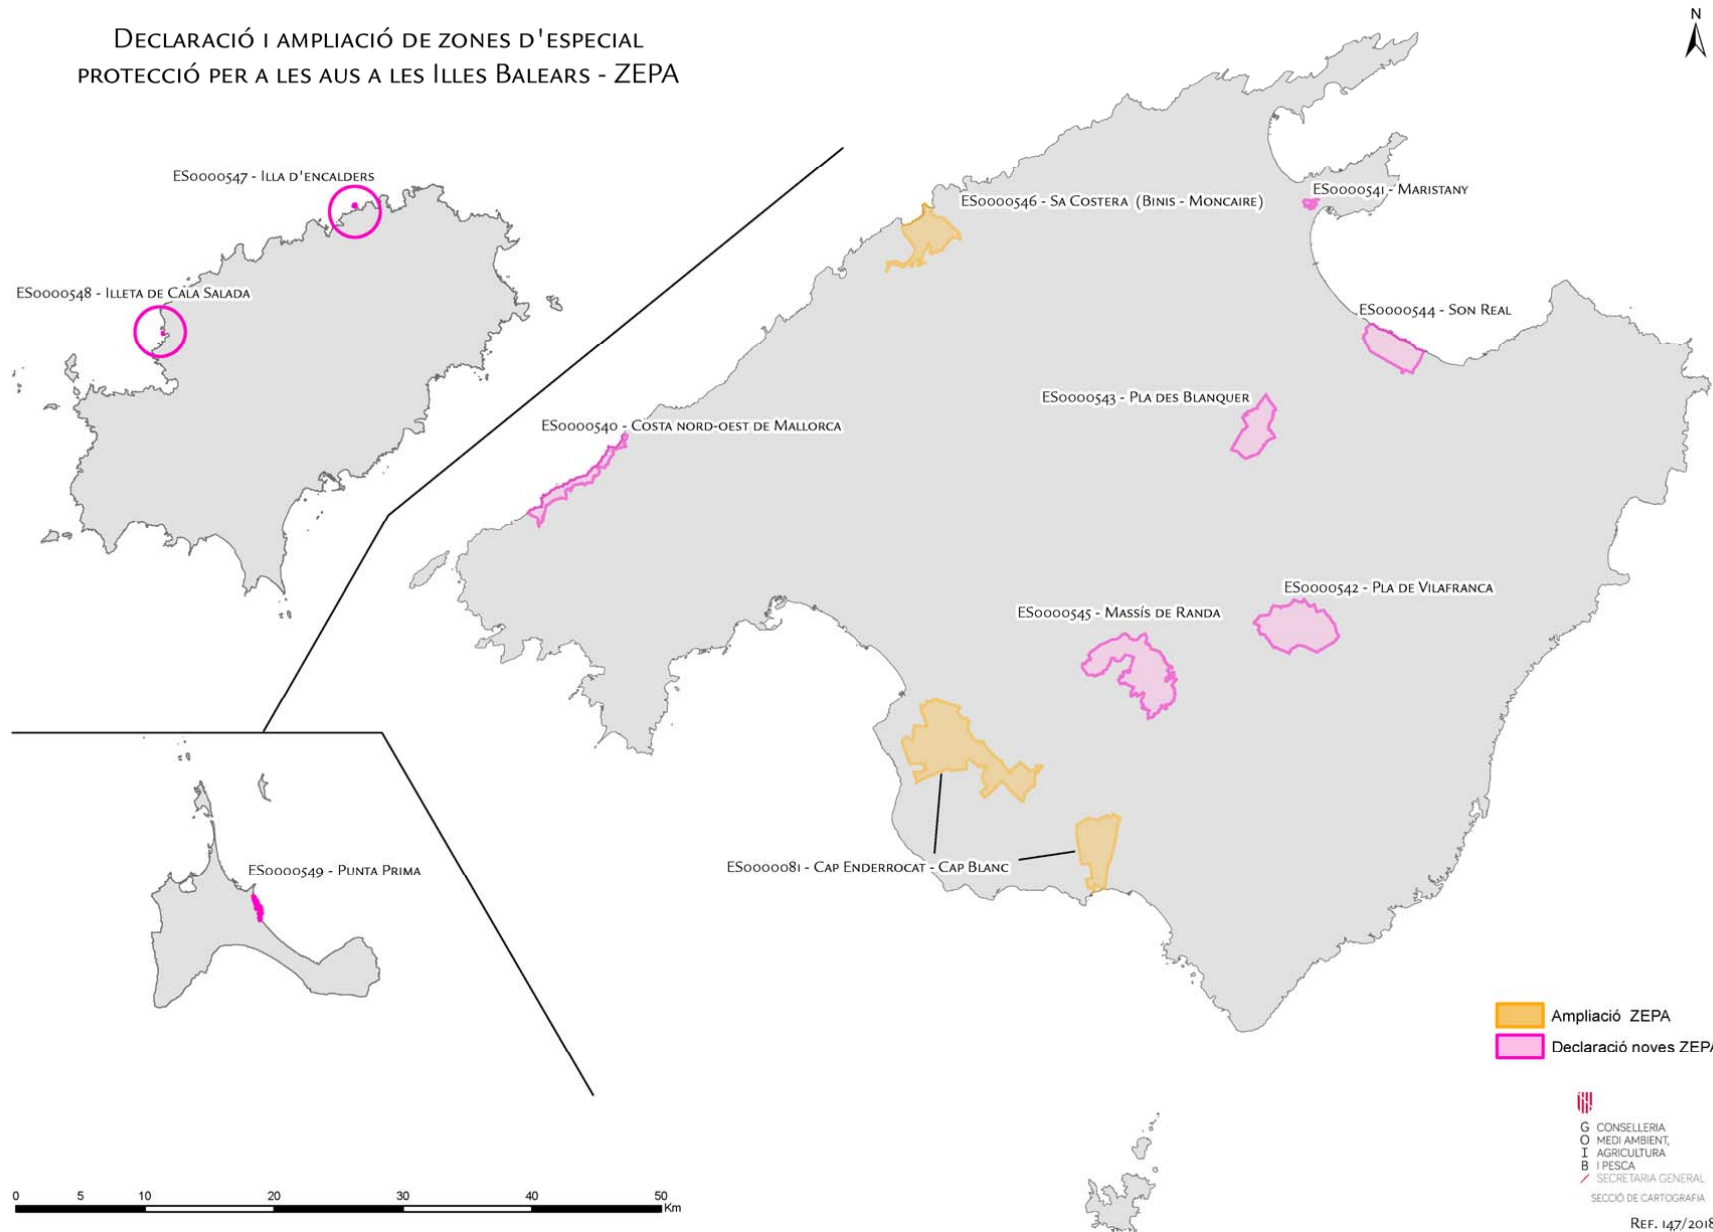 Declaració i ampliació de zones d'especial
protecció per a les aus a les Illes Balears - ZEPA
N
ES0000547 - Illa d'encalders
ES0000548 - Illeta de Cala Salada
ES0000546 - Sa Costera (Binis - Moncaire)
ES0000541 - Maristany
ES0000544 - Son Real
ES0000543 - Pla des Blanquer
ES0000540 - Costa nord-oest de Mallorca
ES0000542 - Pla de Vilafranca
ES0000545 - Massís de Randa
ES0000081 - Cap Enderrocat - Cap Blanc
ES0000549 - Punta Prima
Ampliació ZEPA
Declaració noves ZEPA
G CONSELLERIA
O MEDI AMBIENT,
I AGRICULTURA
B I PESCA
/ SECRETARIA GENERAL
SECCIÓ DE CARTOGRAFIA
Ref. 147/2018
0 5 10 20 30 40 50
Km